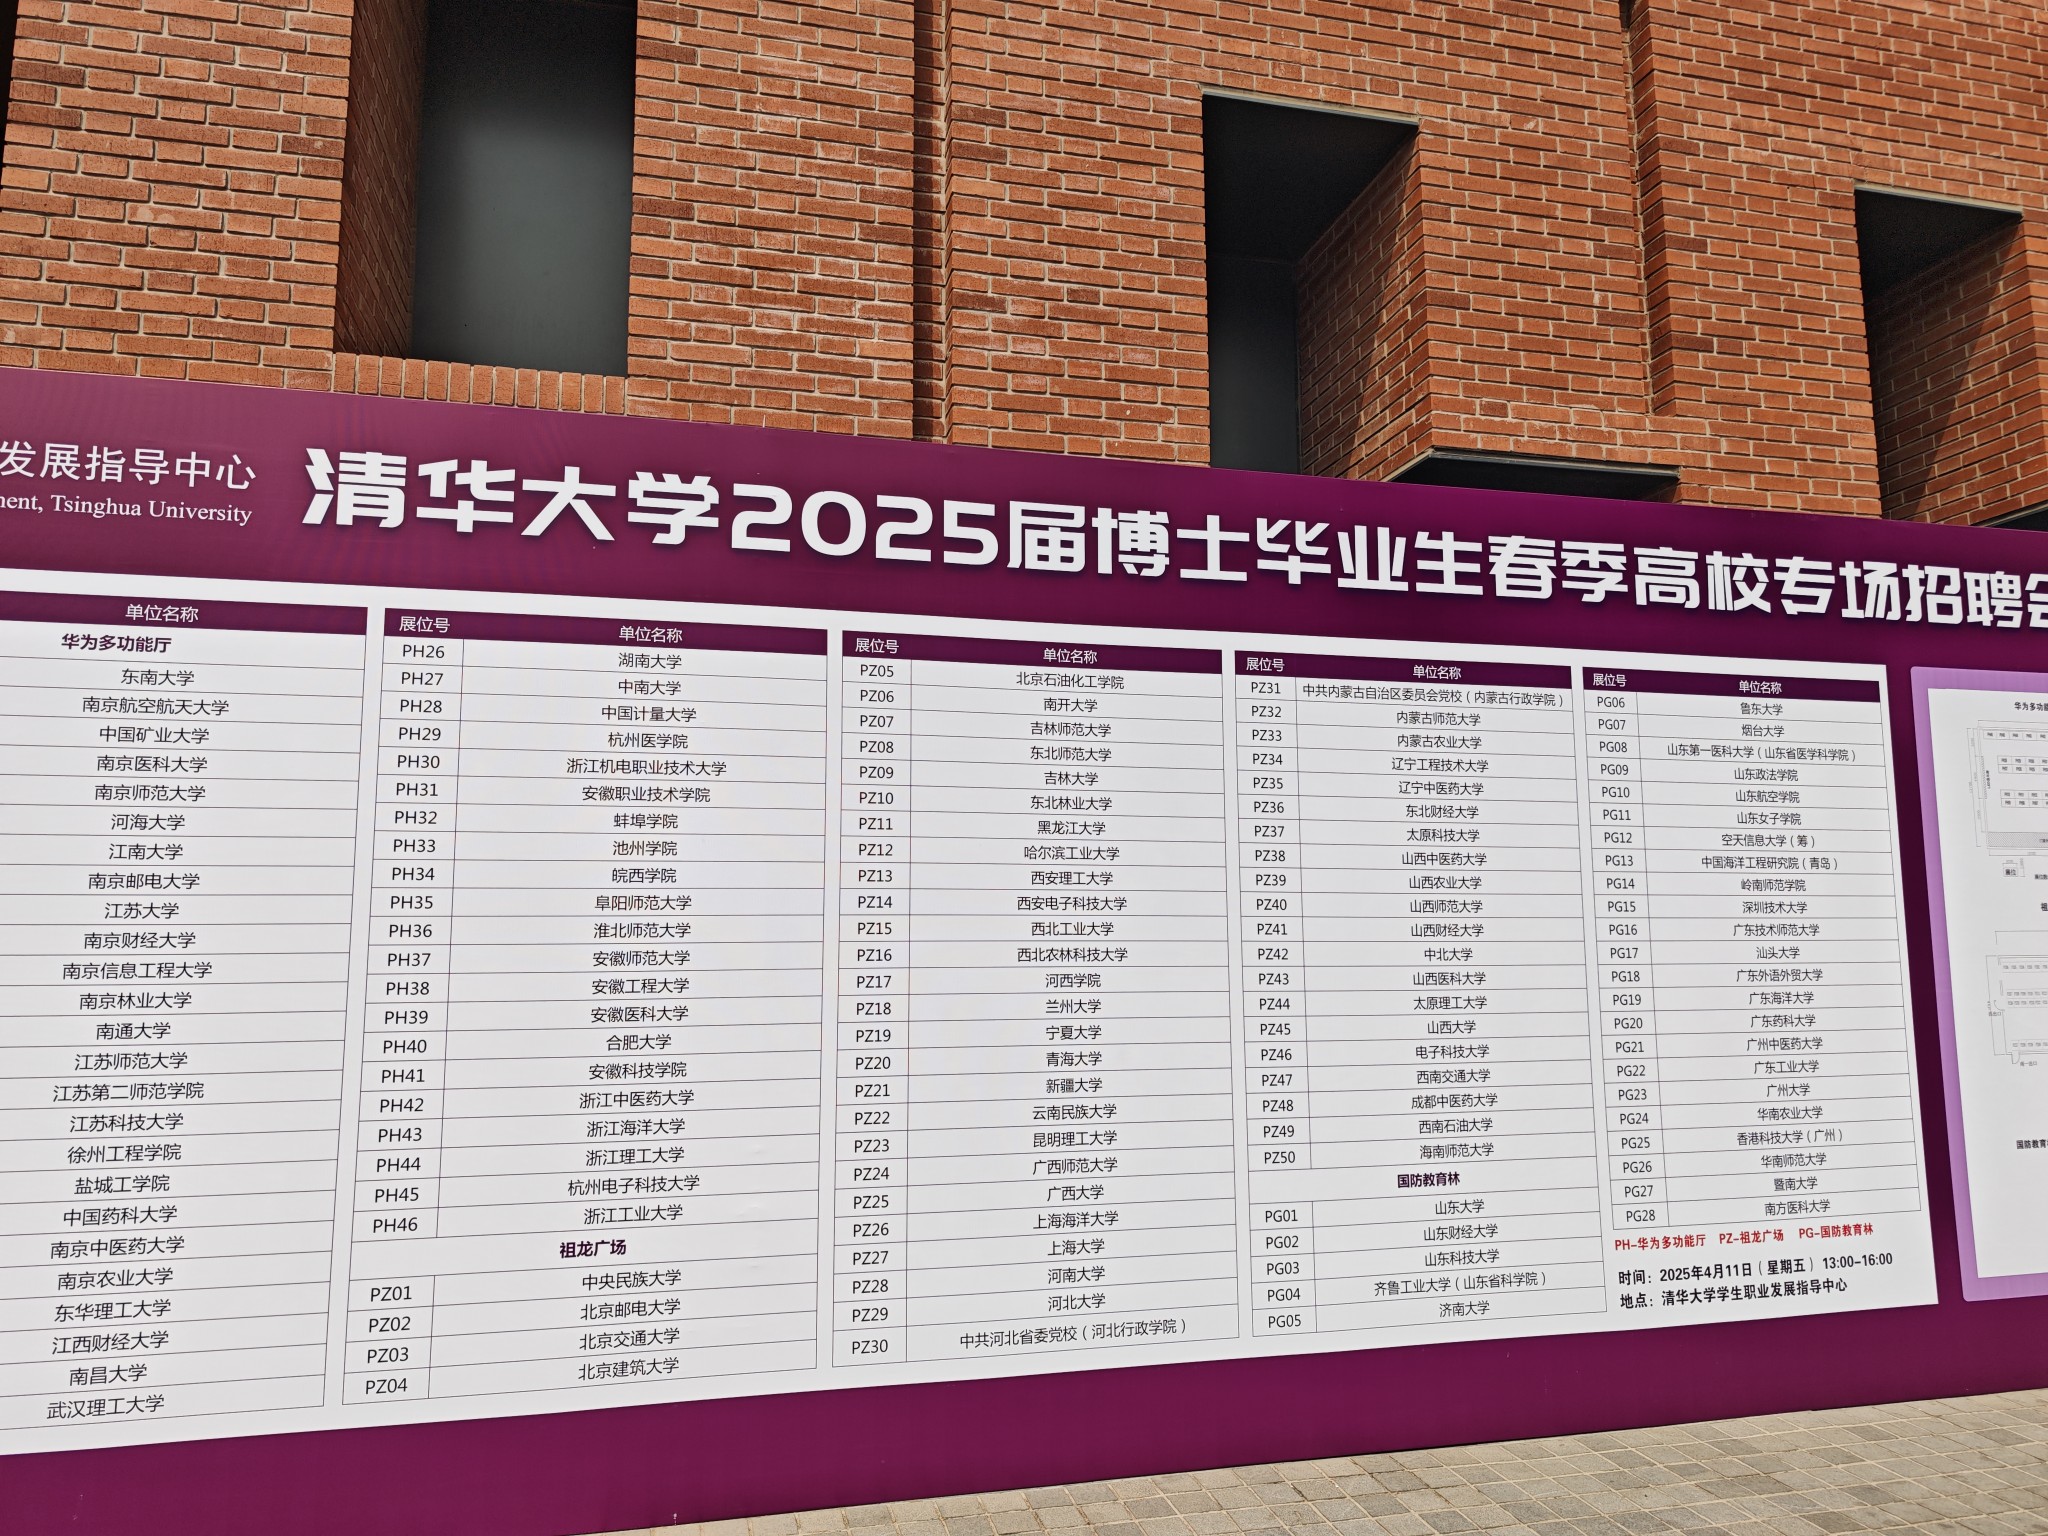 发展指导中心
ment, Tsinghua University
清华大学2025届博士毕业生春季高校专场招聘会
单位名称
华为多功能厅
东南大学
南京航空航天大学
中国矿业大学
南京医科大学
南京师范大学
河海大学
江南大学
南京邮电大学
江苏大学
南京财经大学
南京信息工程大学
南京林业大学
南通大学
江苏师范大学
江苏第二师范学院
江苏科技大学
徐州工程学院
盐城工学院
中国药科大学
南京中医药大学
南京农业大学
东华理工大学
江西财经大学
南昌大学
武汉理工大学
展位号 单位名称
PH26 湖南大学
PH27 中南大学
PH28 中国计量大学
PH29 杭州医学院
PH30 浙江机电职业技术大学
PH31 安徽职业技术学院
PH32 蚌埠学院
PH33 池州学院
PH34 皖西学院
PH35 阜阳师范大学
PH36 淮北师范大学
PH37 安徽师范大学
PH38 安徽工程大学
PH39 安徽医科大学
PH40 合肥大学
PH41 安徽科技学院
PH42 浙江中医药大学
PH43 浙江海洋大学
PH44 浙江理工大学
PH45 杭州电子科技大学
PH46 浙江工业大学
祖龙广场
PZ01 中央民族大学
PZ02 北京邮电大学
PZ03 北京交通大学
PZ04 北京建筑大学
展位号 单位名称
PZ05 北京石油化工学院
PZ06 南开大学
PZ07 吉林师范大学
PZ08 东北师范大学
PZ09 吉林大学
PZ10 东北林业大学
PZ11 黑龙江大学
PZ12 哈尔滨工业大学
PZ13 西安理工大学
PZ14 西安电子科技大学
PZ15 西北工业大学
PZ16 西北农林科技大学
PZ17 河西学院
PZ18 兰州大学
PZ19 宁夏大学
PZ20 青海大学
PZ21 新疆大学
PZ22 云南民族大学
PZ23 昆明理工大学
PZ24 广西师范大学
PZ25 广西大学
PZ26 上海海洋大学
PZ27 上海大学
PZ28 河南大学
PZ29 河北大学
PZ30 中共河北省委党校（河北行政学院）
展位号 单位名称
PZ31 中共内蒙古自治区委员会党校（内蒙古行政学院）
PZ32 内蒙古师范大学
PZ33 内蒙古农业大学
PZ34 辽宁工程技术大学
PZ35 辽宁中医药大学
PZ36 东北财经大学
PZ37 太原科技大学
PZ38 山西中医药大学
PZ39 山西农业大学
PZ40 山西师范大学
PZ41 山西财经大学
PZ42 中北大学
PZ43 山西医科大学
PZ44 太原理工大学
PZ45 山西大学
PZ46 电子科技大学
PZ47 西南交通大学
PZ48 成都中医药大学
PZ49 西南石油大学
PZ50 海南师范大学
国防教育林
PG01 山东大学
PG02 山东财经大学
PG03 山东科技大学
PG04 齐鲁工业大学（山东省科学院）
PG05 济南大学
展位号 单位名称
PG06 鲁东大学
PG07 烟台大学
PG08 山东第一医科大学（山东省医学科学院）
PG09 山东政法学院
PG10 山东航空学院
PG11 山东女子学院
PG12 空天信息大学（筹）
PG13 中国海洋工程研究院（青岛）
PG14 岭南师范学院
PG15 深圳技术大学
PG16 广东技术师范大学
PG17 汕头大学
PG18 广东外语外贸大学
PG19 广东海洋大学
PG20 广东药科大学
PG21 广州中医药大学
PG22 广东工业大学
PG23 广州大学
PG24 华南农业大学
PG25 香港科技大学（广州）
PG26 华南师范大学
PG27 暨南大学
PG28 南方医科大学
PH-华为多功能厅 PZ-祖龙广场 PG-国防教育林
时间：2025年4月11日（星期五）13:00-16:00
地点：清华大学学生职业发展指导中心
华为多功能
祖
国防教育